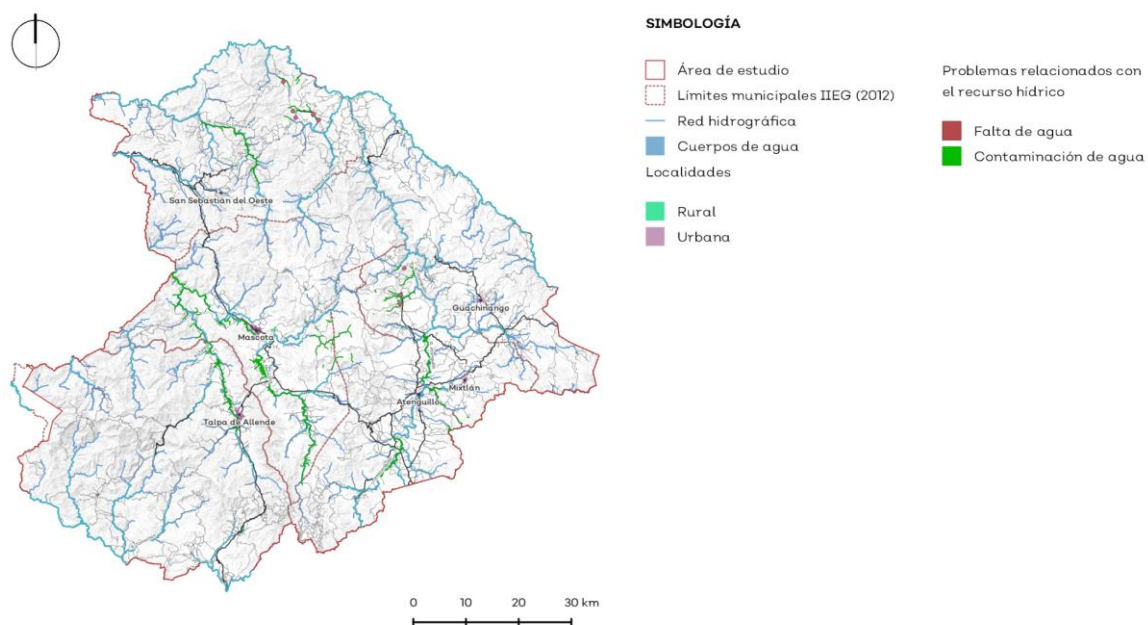 SIMBOLOGÍA
Área de estudio
Límites municipales IIEG (2012)
Red hidrográfica
Cuerpos de agua
Localidades
Rural
Urbana
Problemas relacionados con
el recurso hídrico
Falta de agua
Contaminación de agua
San Sebastián del Oeste
Guachinango
Mascota
Mixtlán
Atenguillo
Talpa de Allende
0 10 20 30 km